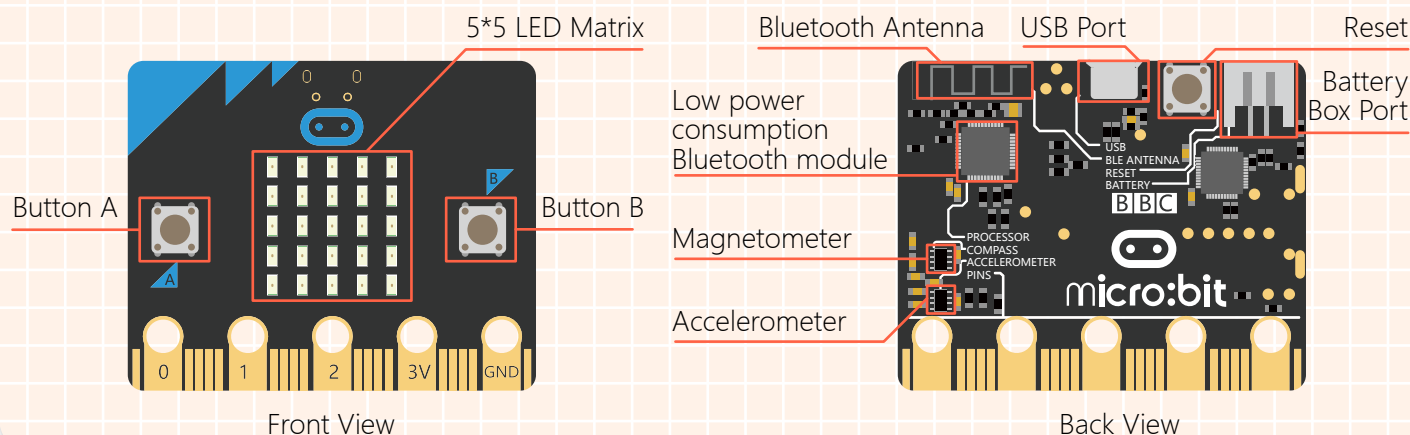 5*5 LED Matrix
Button A
Button B
A
B
0
1
2
3V
GND
Front View
Bluetooth Antenna
USB Port
Reset
Battery
Box Port
Low power
consumption
Bluetooth module
Magnetometer
Accelerometer
USB
BLE ANTENNA
RESET
BATTERY
BBC
PROCESSOR
COMPASS
ACCELEROMETER
PINS
micro:bit
Back View